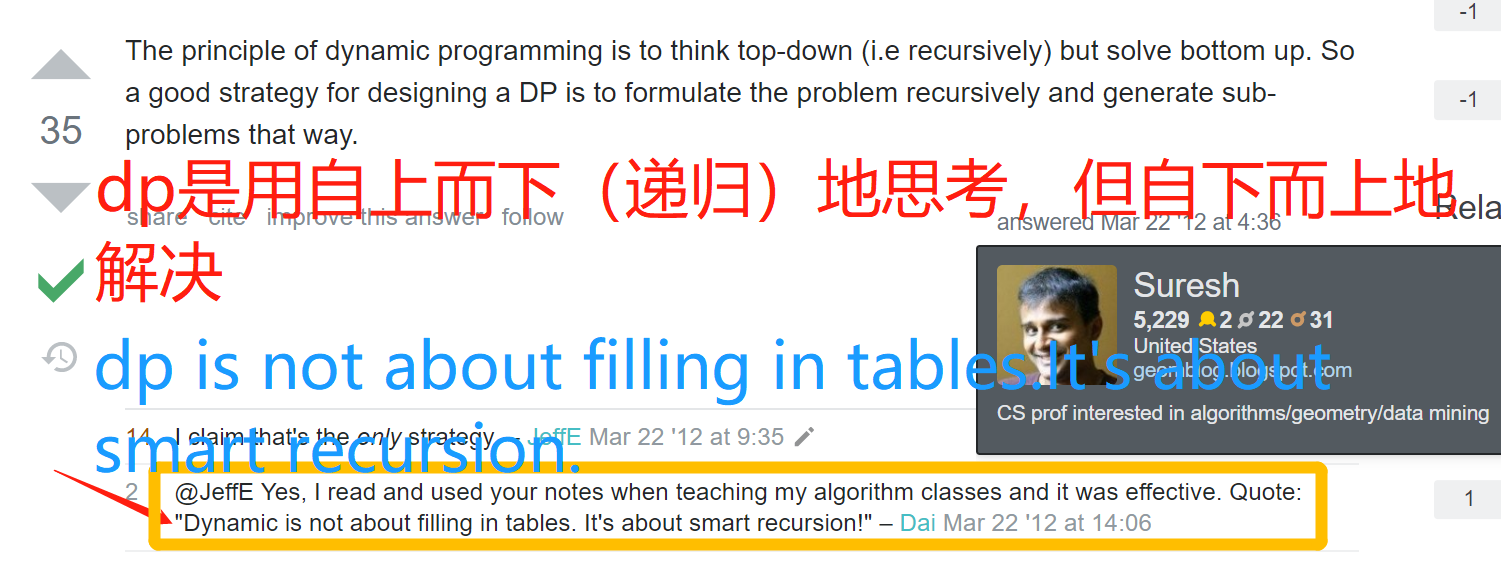 -1
The principle of dynamic programming is to think top-down (i.e recursively) but solve bottom up. So
a good strategy for designing a DP is to formulate the problem recursively and generate sub-
problems that way.
-1
35
dp是用自上而下（递归）地思考，但自下而上地
解决
share cite improve this answer follow
answered Mar 22 '12 at 4:36
Rela
Suresh
5,229 2 22 31
United States
geomblog.blogspot.com
CS prof interested in algorithms/geometry/data mining
dp is not about filling in tables.It's about
smart recursion.
14 I claim that's the only strategy. – JeffE Mar 22 '12 at 9:35
2 @JeffE Yes, I read and used your notes when teaching my algorithm classes and it was effective. Quote:
"Dynamic is not about filling in tables. It's about smart recursion!" – Dai Mar 22 '12 at 14:06
1